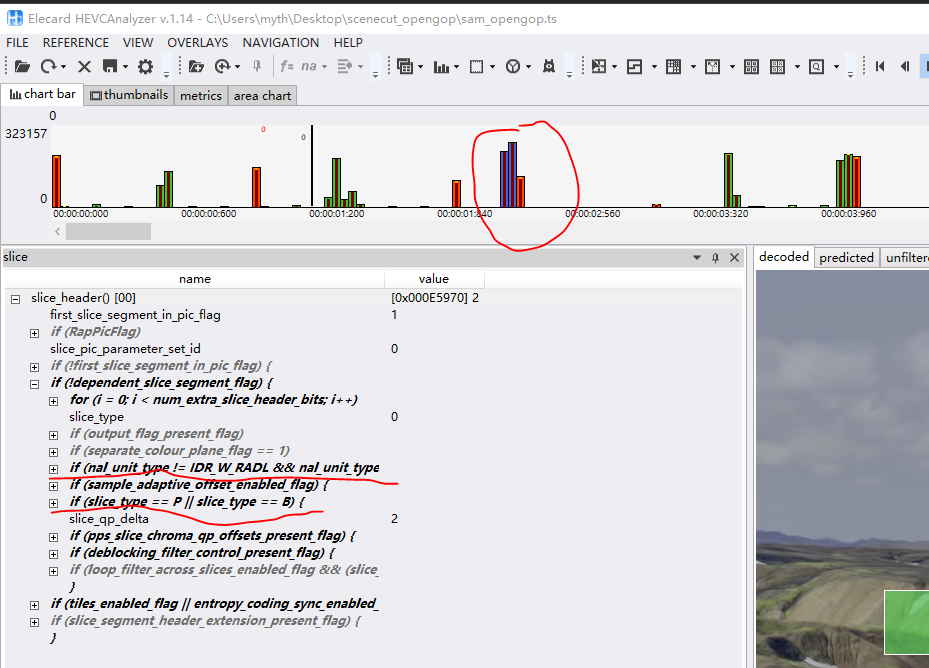 Elecard HEVCAnalyzer v.1.14 - C:\Users\myth\Desktop\scenecut_opengop\sam_opengop.ts
FILE REFERENCE VIEW OVERLAYS NAVIGATION HELP
f= na
chart bar thumbnails metrics area chart
0
323157
0 0
0
00:00:00:000 00:00:00:600 00:00:01:200 00:00:01:840 00:00:02:560 00:00:03:320 00:00:03:960
slice
decoded predicted unfiltere
name value
slice_header() [00] [0x000E5970] 2
first_slice_segment_in_pic_flag 1
if (RapPicFlag)
slice_pic_parameter_set_id 0
if (!first_slice_segment_in_pic_flag) {
if (!dependent_slice_segment_flag) {
for (i = 0; i < num_extra_slice_header_bits; i++)
slice_type 0
if (output_flag_present_flag)
if (separate_colour_plane_flag == 1)
if (nal_unit_type != IDR_W_RADL && nal_unit_type
if (sample_adaptive_offset_enabled_flag) {
if (slice_type == P || slice_type == B) {
slice_qp_delta 2
if (pps_slice_chroma_qp_offsets_present_flag) {
if (deblocking_filter_control_present_flag) {
if (loop_filter_across_slices_enabled_flag && (slice_
}
if (tiles_enabled_flag || entropy_coding_sync_enabled_
if (slice_segment_header_extension_present_flag) {
}